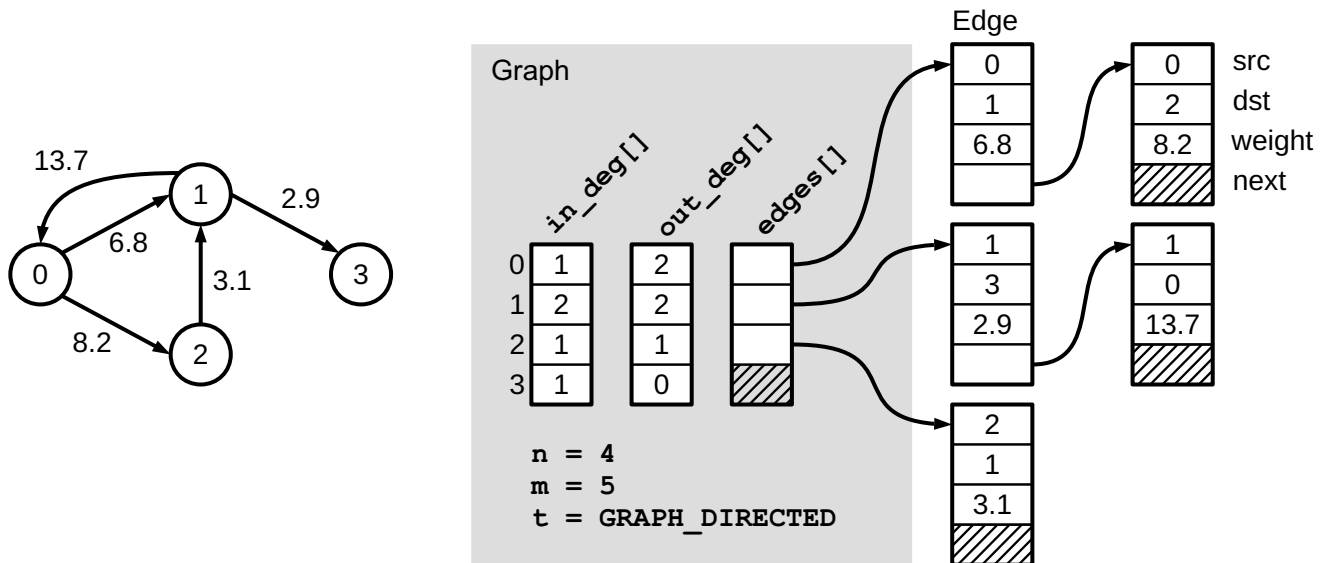 13.7
1
2.9
6.8
0
3.1
3
8.2
2
Graph
in_deg[]
out_deg[]
edges[]
0 1 2
1 2 2
2 1 1
3 1 0
n = 4
m = 5
t = GRAPH_DIRECTED
Edge
0 0 src
1 2 dst
6.8 8.2 weight
next
1 1
3 0
2.9 13.7
2
1
3.1